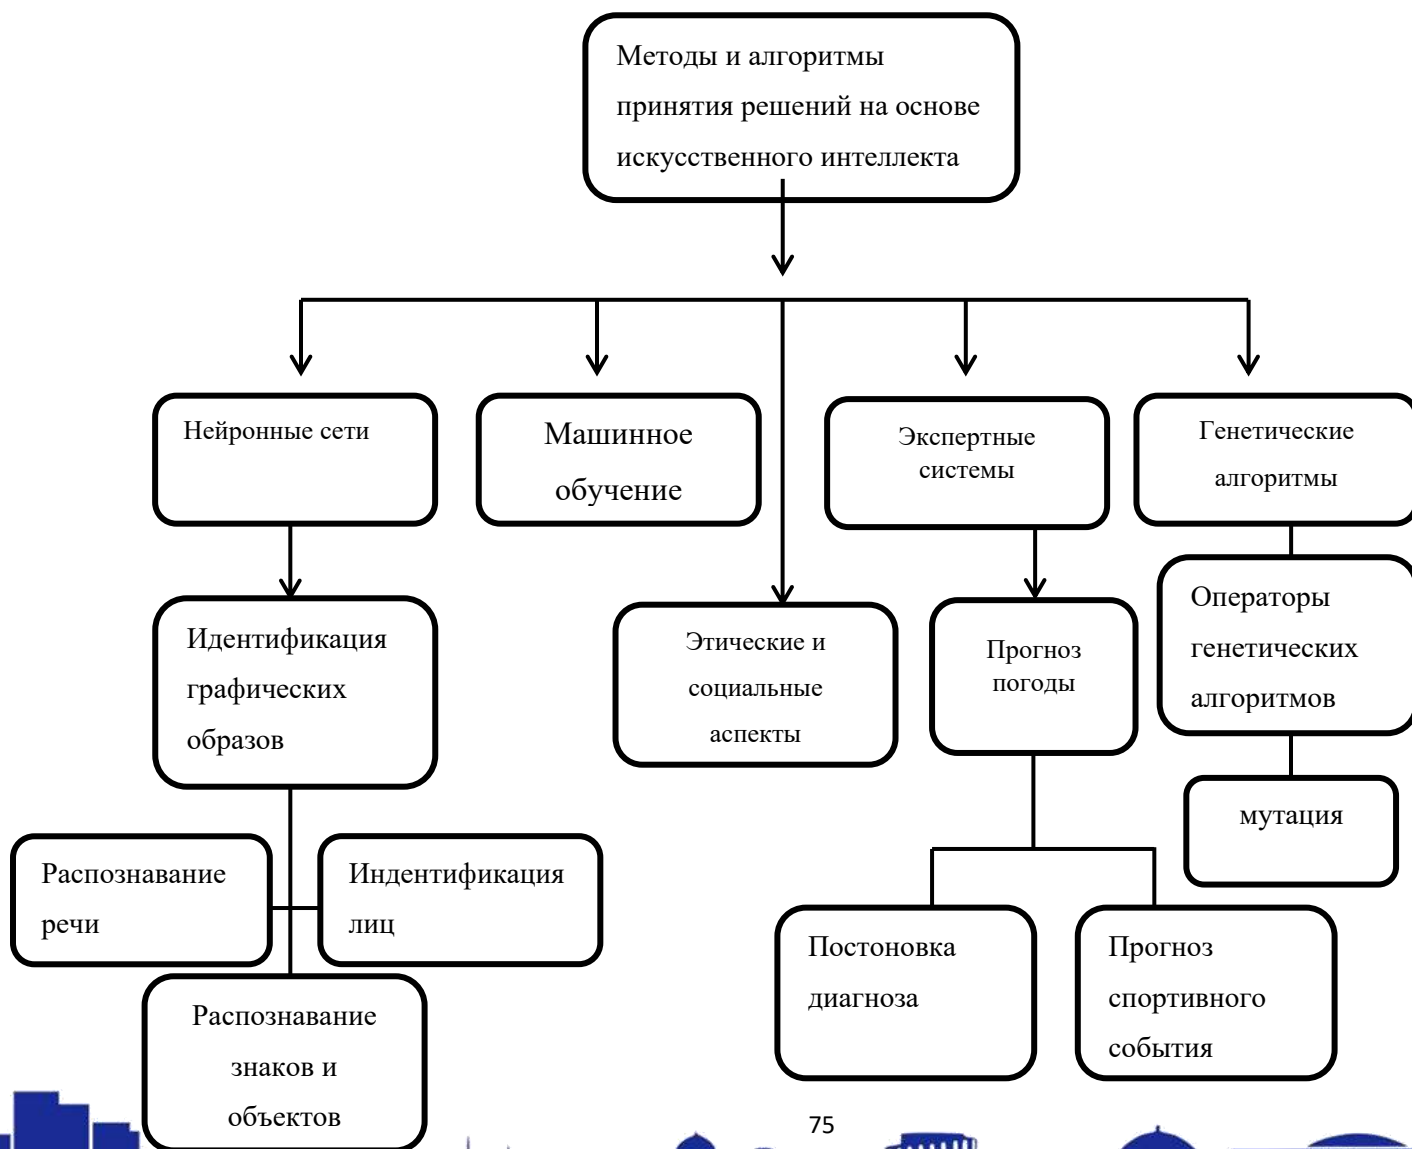 Методы и алгоритмы
принятия решений на основе
искусственного интеллекта
Нейронные сети
Машинное
обучение
Экспертные
системы
Генетические
алгоритмы
Идентификация
графических
образов
Этические и
социальные
аспекты
Прогноз
погоды
Операторы
генетических
алгоритмов
мутация
Распознавание
речи
Индентификация
лиц
Распознавание
знаков и
объектов
Постоновка
диагноза
Прогноз
спортивного
события
75